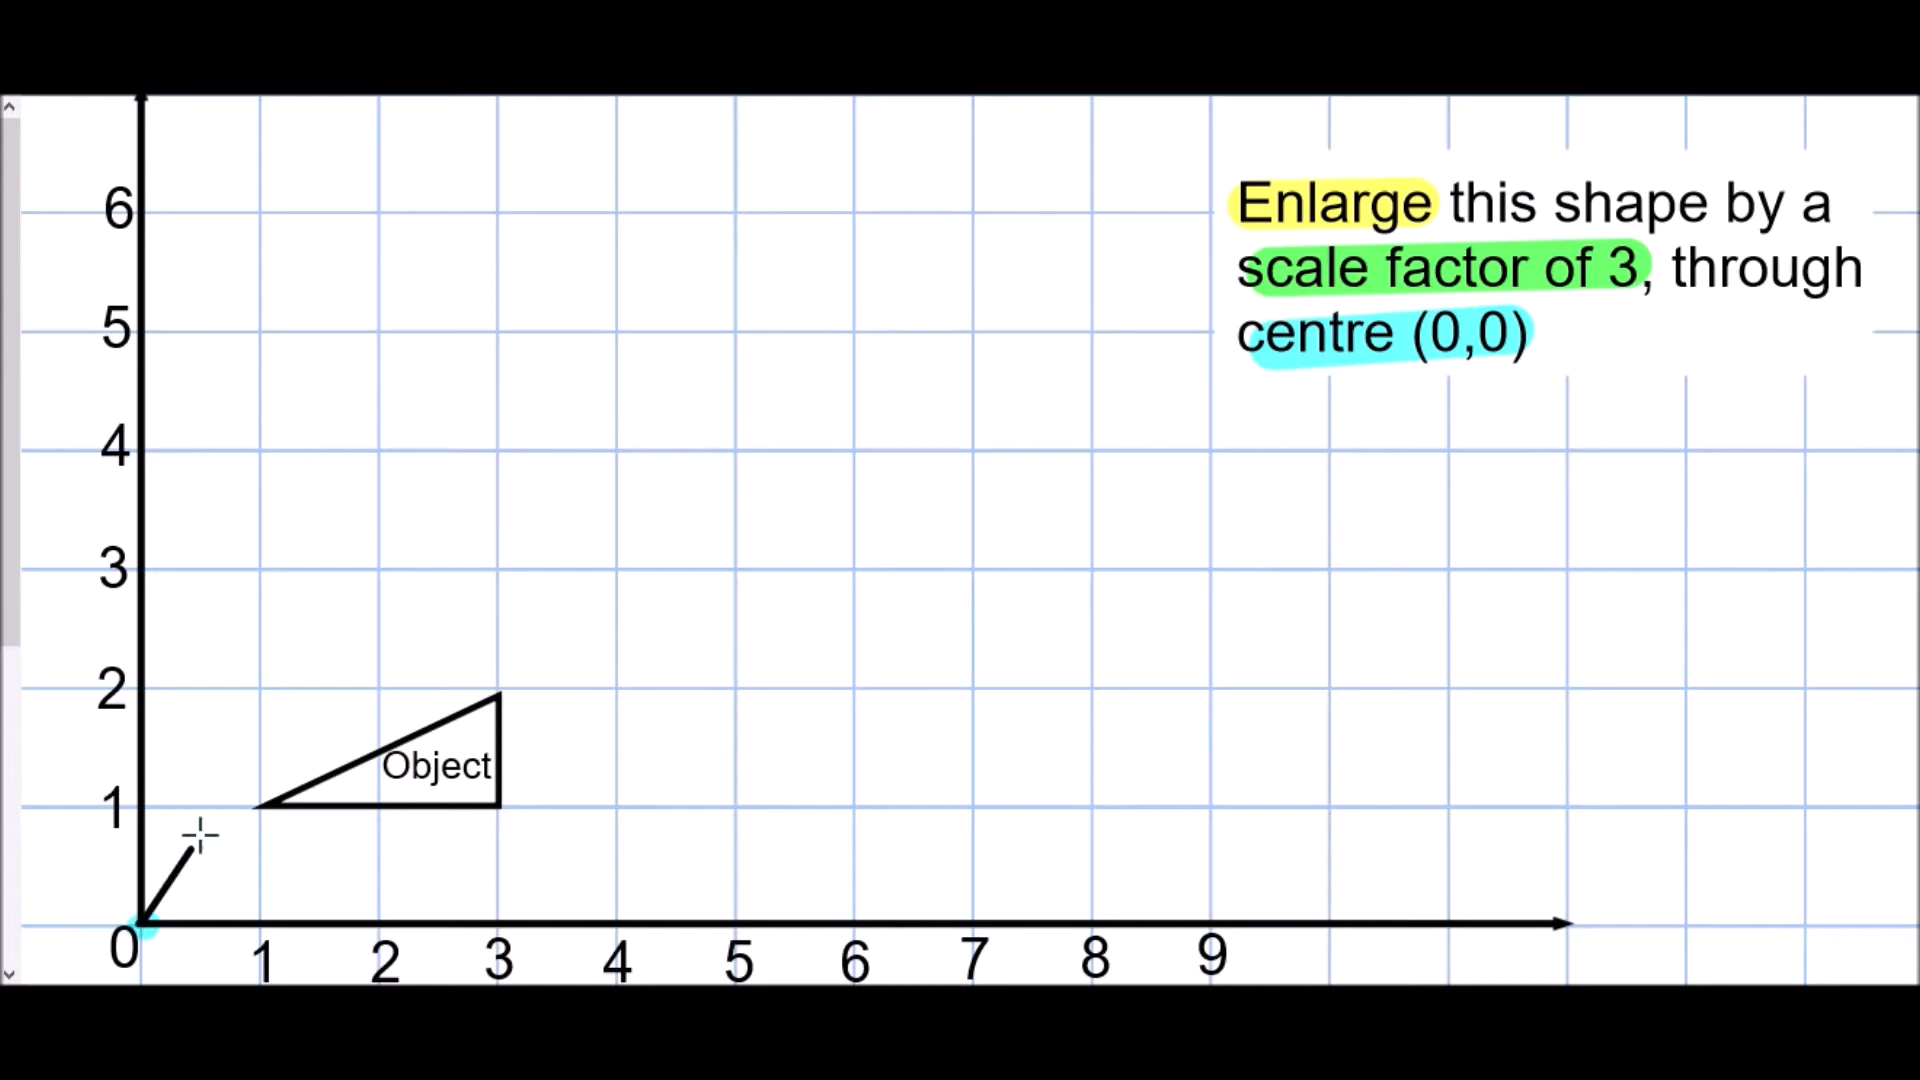 Enlarge this shape by a
scale factor of 3, through
centre (0,0)
6
5
4
3
2
Object
1
0
1 2 3 4 5 6 7 8 9